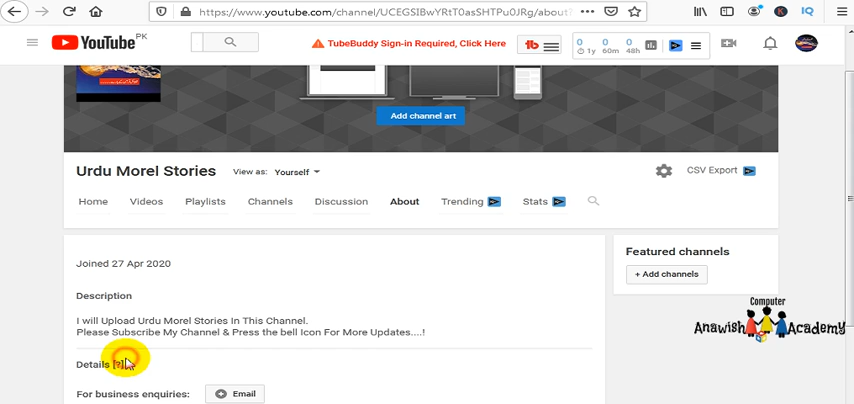 https://www.youtube.com/channel/UCEGSIBwYRtT0asSHTPu0JRg/about?
YouTube PK
TubeBuddy Sign-in Required, Click Here
tb
0 0 0
1y 60m 48h
IQ
Add channel art
Urdu Morel Stories
View as: Yourself
CSV Export
Home Videos Playlists Channels Discussion About Trending Stats
Joined 27 Apr 2020
Description
I will Upload Urdu Morel Stories In This Channel.
Please Subscribe My Channel & Press the bell Icon For More Updates....!
Details [?]
For business enquiries: Email
Featured channels
+ Add channels
Computer
Anawish Academy